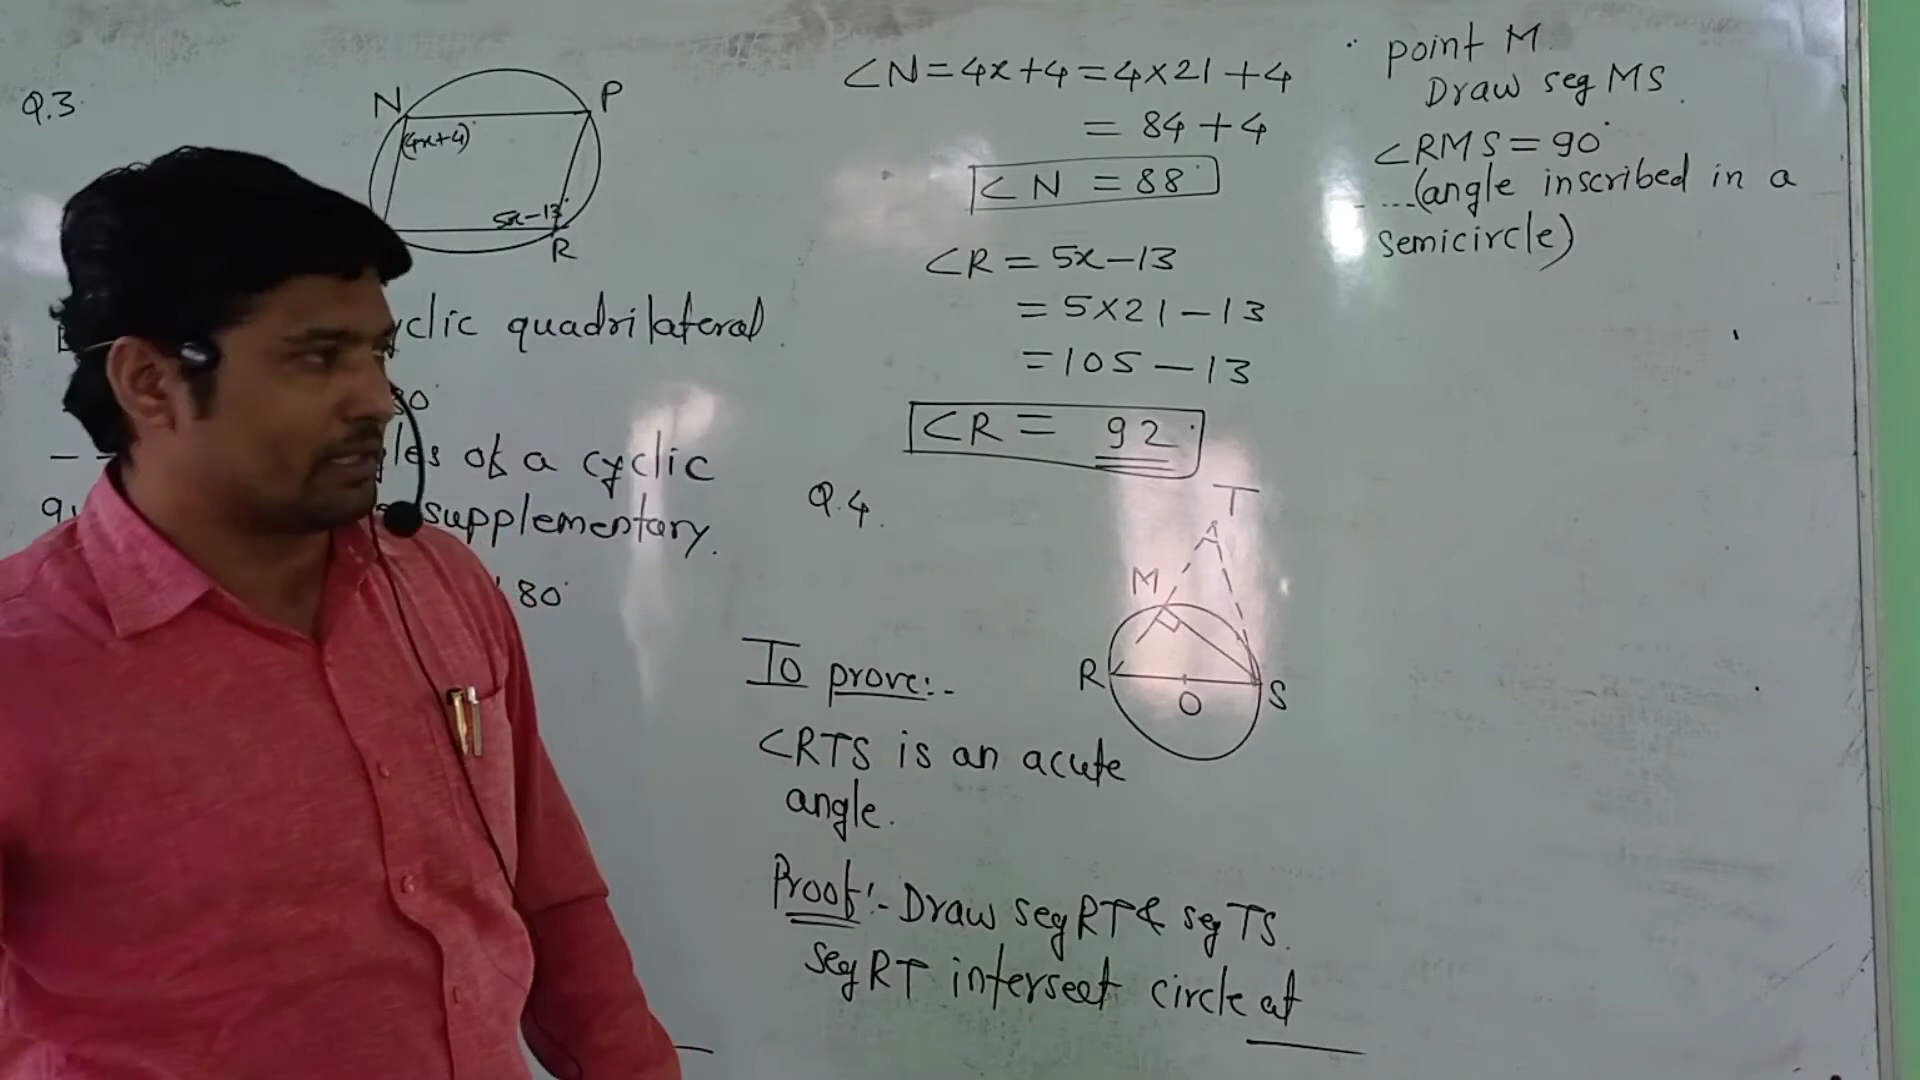 Q.3
N
P
(4x+4)°
5x-13°
R
clic quadrilateral.
80°
les of a cyclic
supplementary.
180°
∠N=4x+4=4×21+4
= 84+4
∠N = 88°
∠R = 5x-13
= 5×21-13
=105-13
∠R = 92°
Q.4.
T
M
R
O
S
To prove:-
∠RTS is an acute
angle.
Proof:- Draw seg RT & seg TS.
seg RT intersect circle at
point M.
Draw seg MS.
∠RMS=90°
....(angle inscribed in a
semicircle)